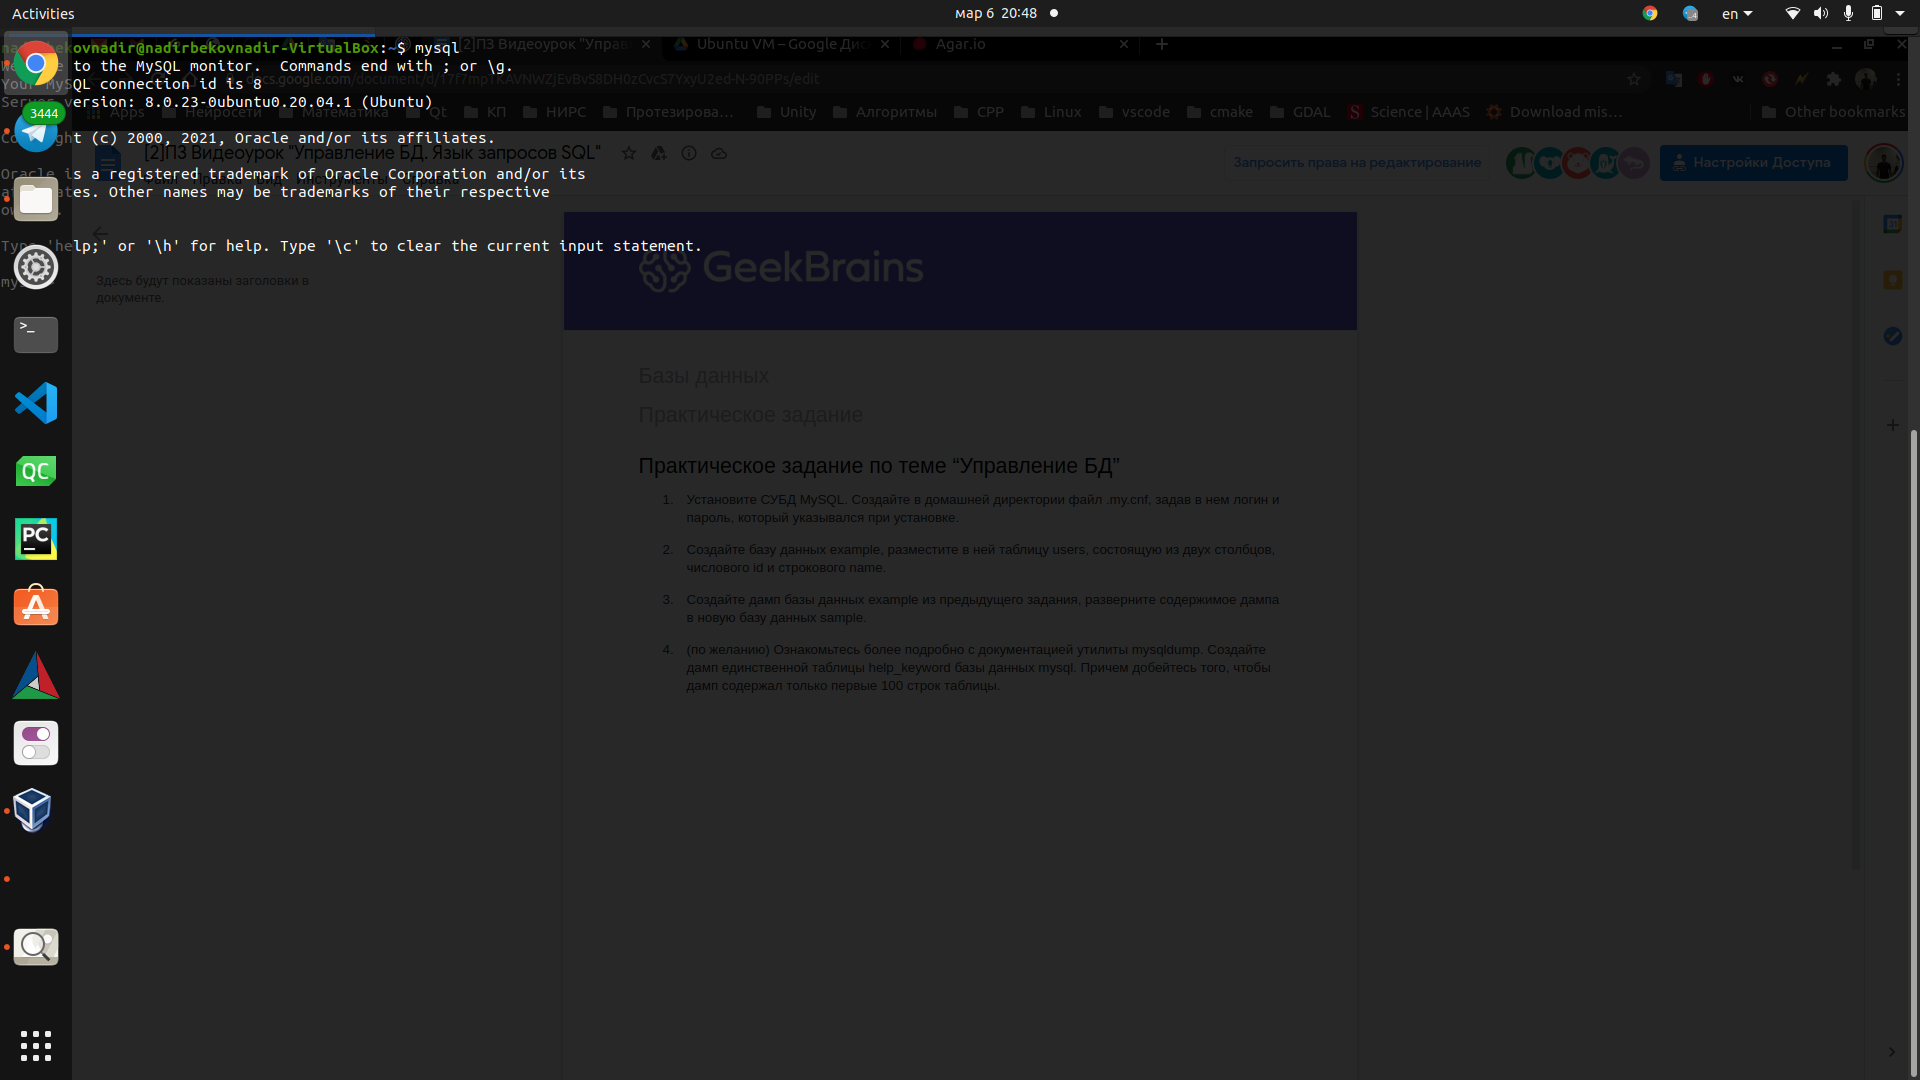 Activities
мар 6 20:48
en
nadirbekovnadir@nadirbekovnadir-VirtualBox:~$ mysql
[2]ПЗ Видеоурок "Управ
Ubuntu VM – Google Дис
Agar.io
to the MySQL monitor.  Commands end with ; or \g.
Your MySQL connection id is 8
Server version: 8.0.23-0ubuntu0.20.04.1 (Ubuntu)
Apps
Нейросети
Математика
Qt
КП
НИРС
Протезирова…
Unity
Алгоритмы
CPP
Linux
vscode
cmake
GDAL
Science | AAAS
Download mis…
Other bookmarks
3444
Copyright (c) 2000, 2021, Oracle and/or its affiliates.
[2]ПЗ Видеоурок "Управление БД. Язык запросов SQL"
Запросить права на редактирование
Настройки Доступа
Oracle is a registered trademark of Oracle Corporation and/or its
affiliates. Other names may be trademarks of their respective
Type 'help;' or '\h' for help. Type '\c' to clear the current input statement.
Здесь будут показаны заголовки в
документе.
GeekBrains
Базы данных
Практическое задание
Практическое задание по теме “Управление БД”
1. Установите СУБД MySQL. Создайте в домашней директории файл .my.cnf, задав в нем логин и
пароль, который указывался при установке.
2. Создайте базу данных example, разместите в ней таблицу users, состоящую из двух столбцов,
числового id и строкового name.
3. Создайте дамп базы данных example из предыдущего задания, разверните содержимое дампа
в новую базу данных sample.
4. (по желанию) Ознакомьтесь более подробно с документацией утилиты mysqldump. Создайте
дамп единственной таблицы help_keyword базы данных mysql. Причем добейтесь того, чтобы
дамп содержал только первые 100 строк таблицы.
>_
QC
PC